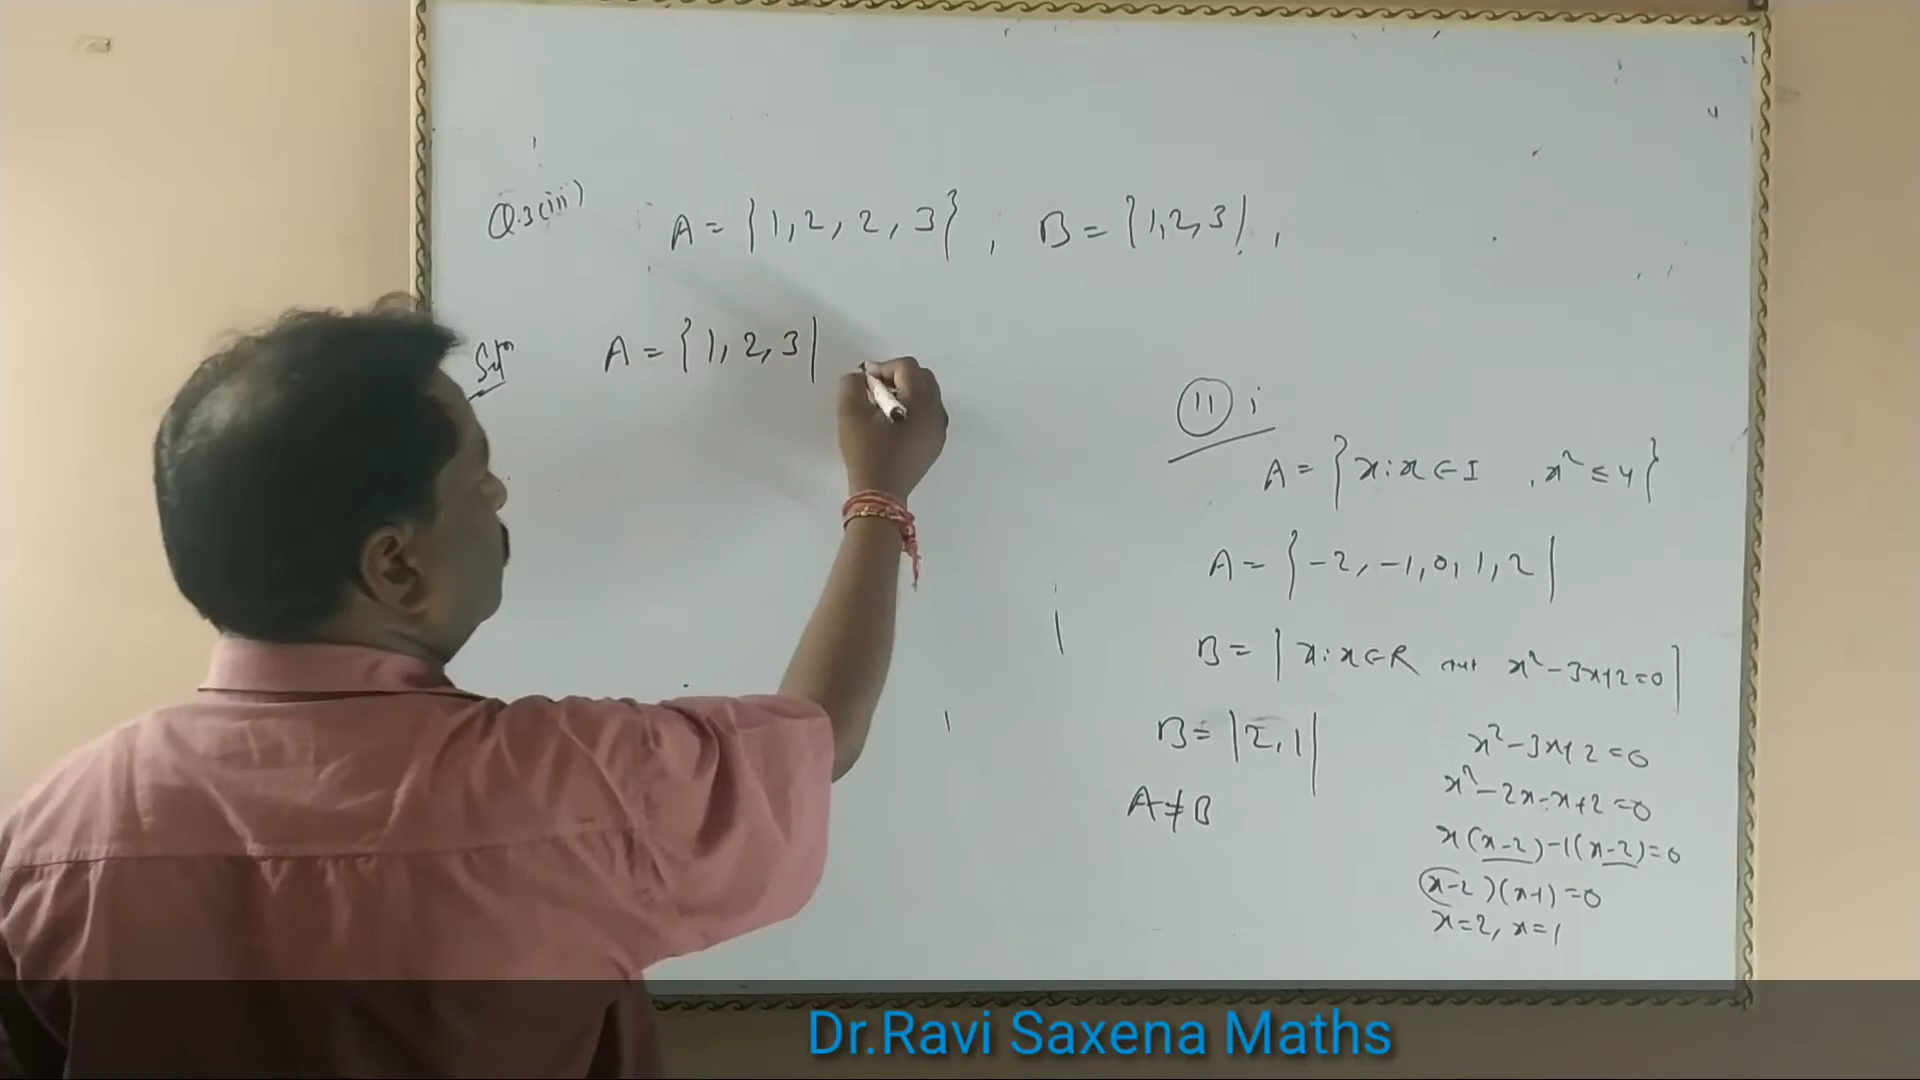 Q.3(iii) A = {1, 2, 2, 3}, B = {1,2,3},
Sol^n A = {1, 2, 3}
(11) i
A = {x : x ∈ I , x² ≤ 4}
A = {-2, -1, 0, 1, 2}
B = {x : x ∈ R and x² - 3x + 2 = 0}
B = {2, 1}
A ≠ B
x² - 3x + 2 = 0
x² - 2x - x + 2 = 0
x(x-2) - 1(x-2) = 0
(x-2)(x-1) = 0
x = 2, x = 1
Dr.Ravi Saxena Maths